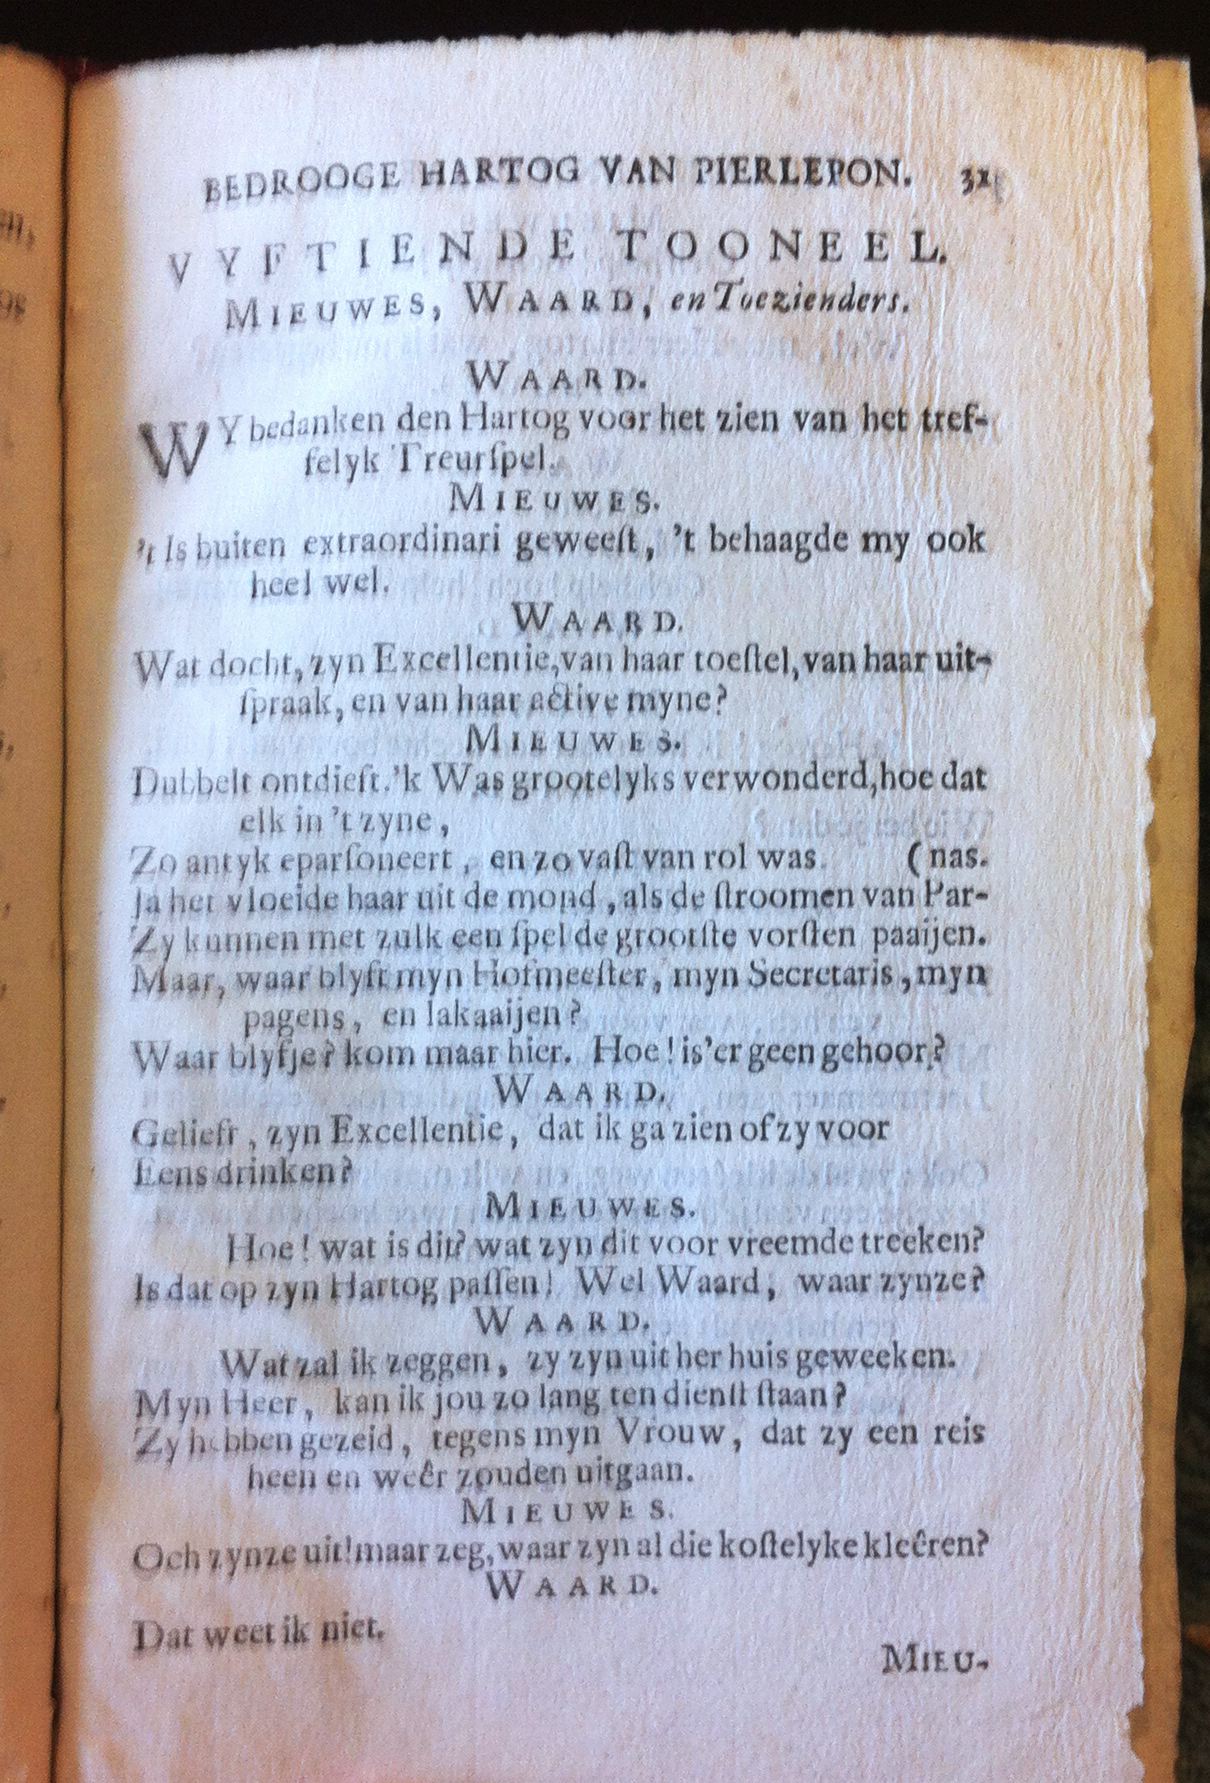 BEDROOGE HARTOG VAN PIERLEPON. 31
VYFTIENDE TOONEEL.
MIEUWES, WAARD, en Toezienders.
WAARD.
WY bedanken den Hartog voor het zien van het tref-
felyk Treurſpel.
MIEUWES.
't Is buiten extraordinari geweeſt, 't behaagde my ook
heel wel.
WAARD.
Wat docht, zyn Excellentie, van haar toeſtel, van haar uit-
ſpraak, en van haar active myne?
MIEUWES.
Dubbelt ontdieſt. 'k Was grootelyks verwonderd, hoe dat
elk in 't zyne,
Zo antyk eparſoneert, en zo vaſt van rol was. (nas.
Ja het vloeide haar uit de mond, als de ſtroomen van Par-
Zy kunnen met zulk een ſpel de grootſte vorſten paaijen.
Maar, waar blyft myn Hofmeeſter, myn Secretaris, myn
pagens, en lakaaijen?
Waar blyfje? kom maar hier. Hoe! is'er geen gehoor?
WAARD.
Gelieft, zyn Excellentie, dat ik ga zien of zy voor
Eens drinken?
MIEUWES.
Hoe! wat is dit? wat zyn dit voor vreemde treeken?
Is dat op zyn Hartog paſſen! Wel Waard, waar zynze?
WAARD.
Wat zal ik zeggen, zy zyn uit her huis geweeken.
Myn Heer, kan ik jou zo lang ten dienſt ſtaan?
Zy hebben gezeid, tegens myn Vrouw, dat zy een reis
heen en weêr zouden uitgaan.
MIEUWES.
Och zynze uit! maar zeg, waar zyn al die koſtelyke kleêren?
WAARD.
Dat weet ik niet.
MIEU-